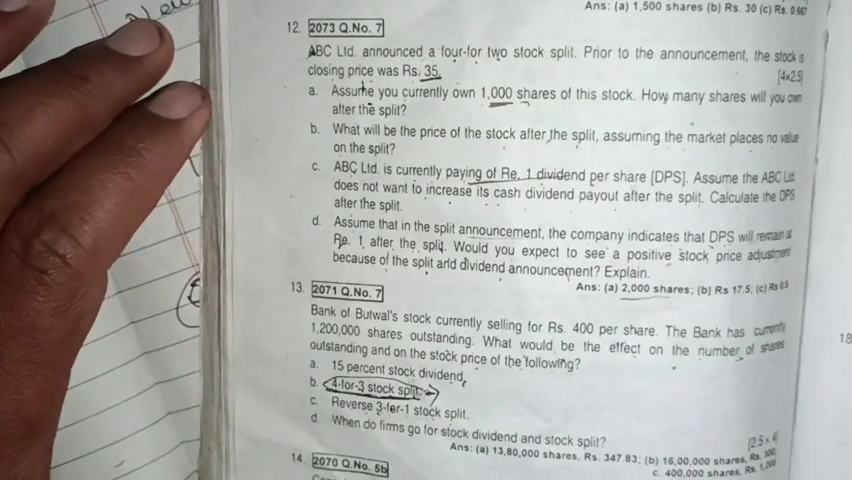 Ans: (a) 1,500 shares (b) Rs. 30 (c) Rs. 0.667
12. 2073 Q.No. 7
ABC Ltd. announced a four-for two stock split. Prior to the announcement, the stock is
closing price was Rs. 35. [4×2.5]
a. Assume you currently own 1,000 shares of this stock. How many shares will you own
after the split?
b. What will be the price of the stock after the split, assuming the market places no value
on the split?
c. ABC Ltd. is currently paying of Re. 1 dividend per share [DPS]. Assume the ABC Ltd.
does not want to increase its cash dividend payout after the split. Calculate the DPS
after the split.
d. Assume that in the split announcement, the company indicates that DPS will remain at
Re. 1 after the split. Would you expect to see a positive stock price adjustment
because of the split and dividend announcement? Explain.
Ans: (a) 2,000 shares; (b) Rs 17.5; (c) Rs 0.5
13. 2071 Q.No. 7
Bank of Butwal's stock currently selling for Rs. 400 per share. The Bank has currently
1,200,000 shares outstanding. What would be the effect on the number of shares
outstanding and on the stock price of the following?
a. 15 percent stock dividend.
b. 4-for-3 stock split.
c. Reverse 3-fer-1 stock split.
d. When do firms go for stock dividend and stock split?
[2.5 × 4]
Ans: (a) 13,80,000 shares, Rs. 347.83; (b) 16,00,000 shares, Rs. 300
c. 400,000 shares, Rs. 1,200
14. 2070 Q.No. 5b
18